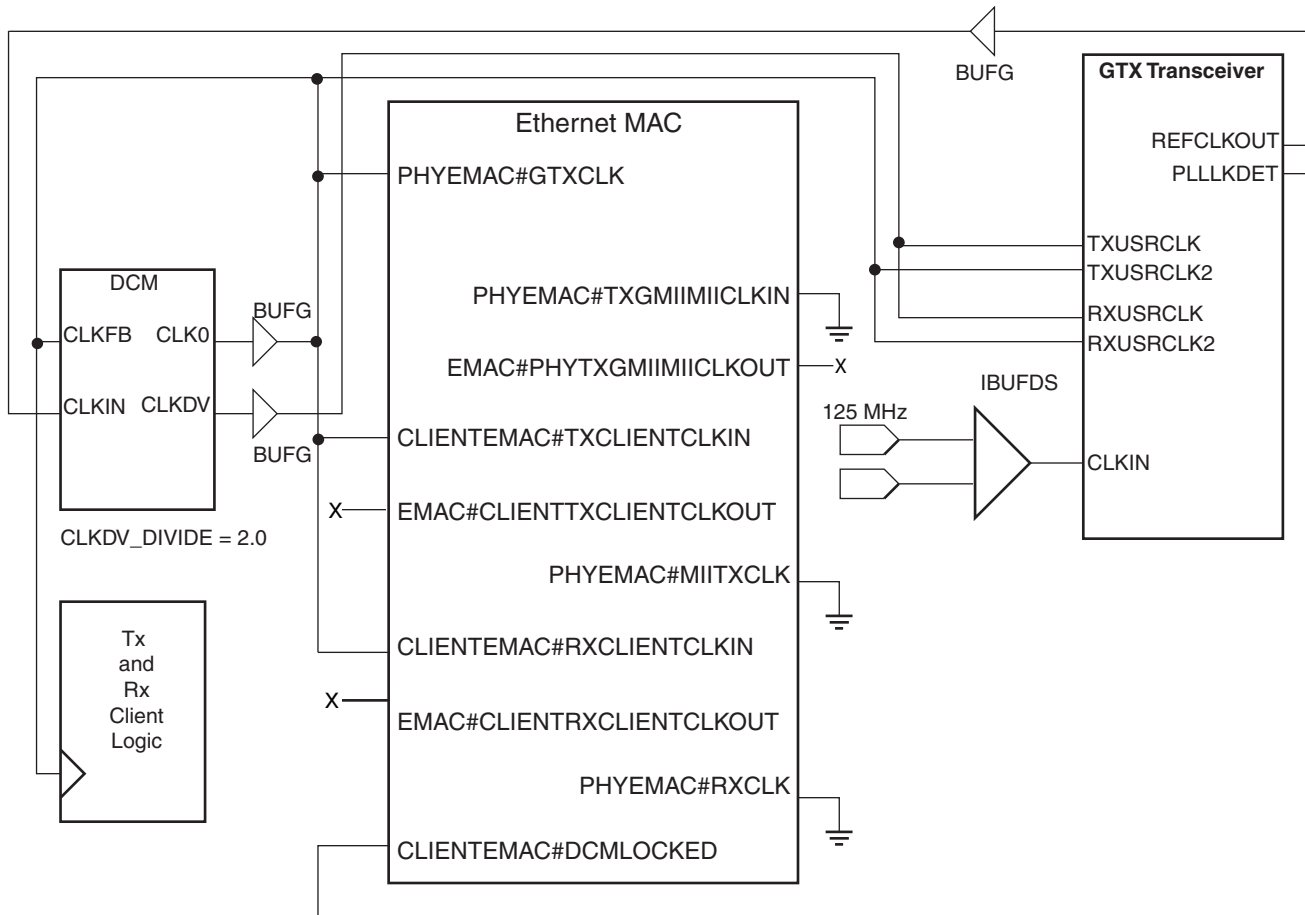 BUFG
GTX Transceiver
REFCLKOUT
PLLLKDET
TXUSRCLK
TXUSRCLK2
RXUSRCLK
RXUSRCLK2
CLKIN
IBUFDS
125 MHz
Ethernet MAC
PHYEMAC#GTXCLK
PHYEMAC#TXGMIIMIICLKIN
EMAC#PHYTXGMIIMIICLKOUT
X
CLIENTEMAC#TXCLIENTCLKIN
X
EMAC#CLIENTTXCLIENTCLKOUT
PHYEMAC#MIITXCLK
CLIENTEMAC#RXCLIENTCLKIN
X
EMAC#CLIENTRXCLIENTCLKOUT
PHYEMAC#RXCLK
CLIENTEMAC#DCMLOCKED
DCM
CLKFB CLK0
CLKIN CLKDV
BUFG
BUFG
CLKDV_DIVIDE = 2.0
Tx
and
Rx
Client
Logic